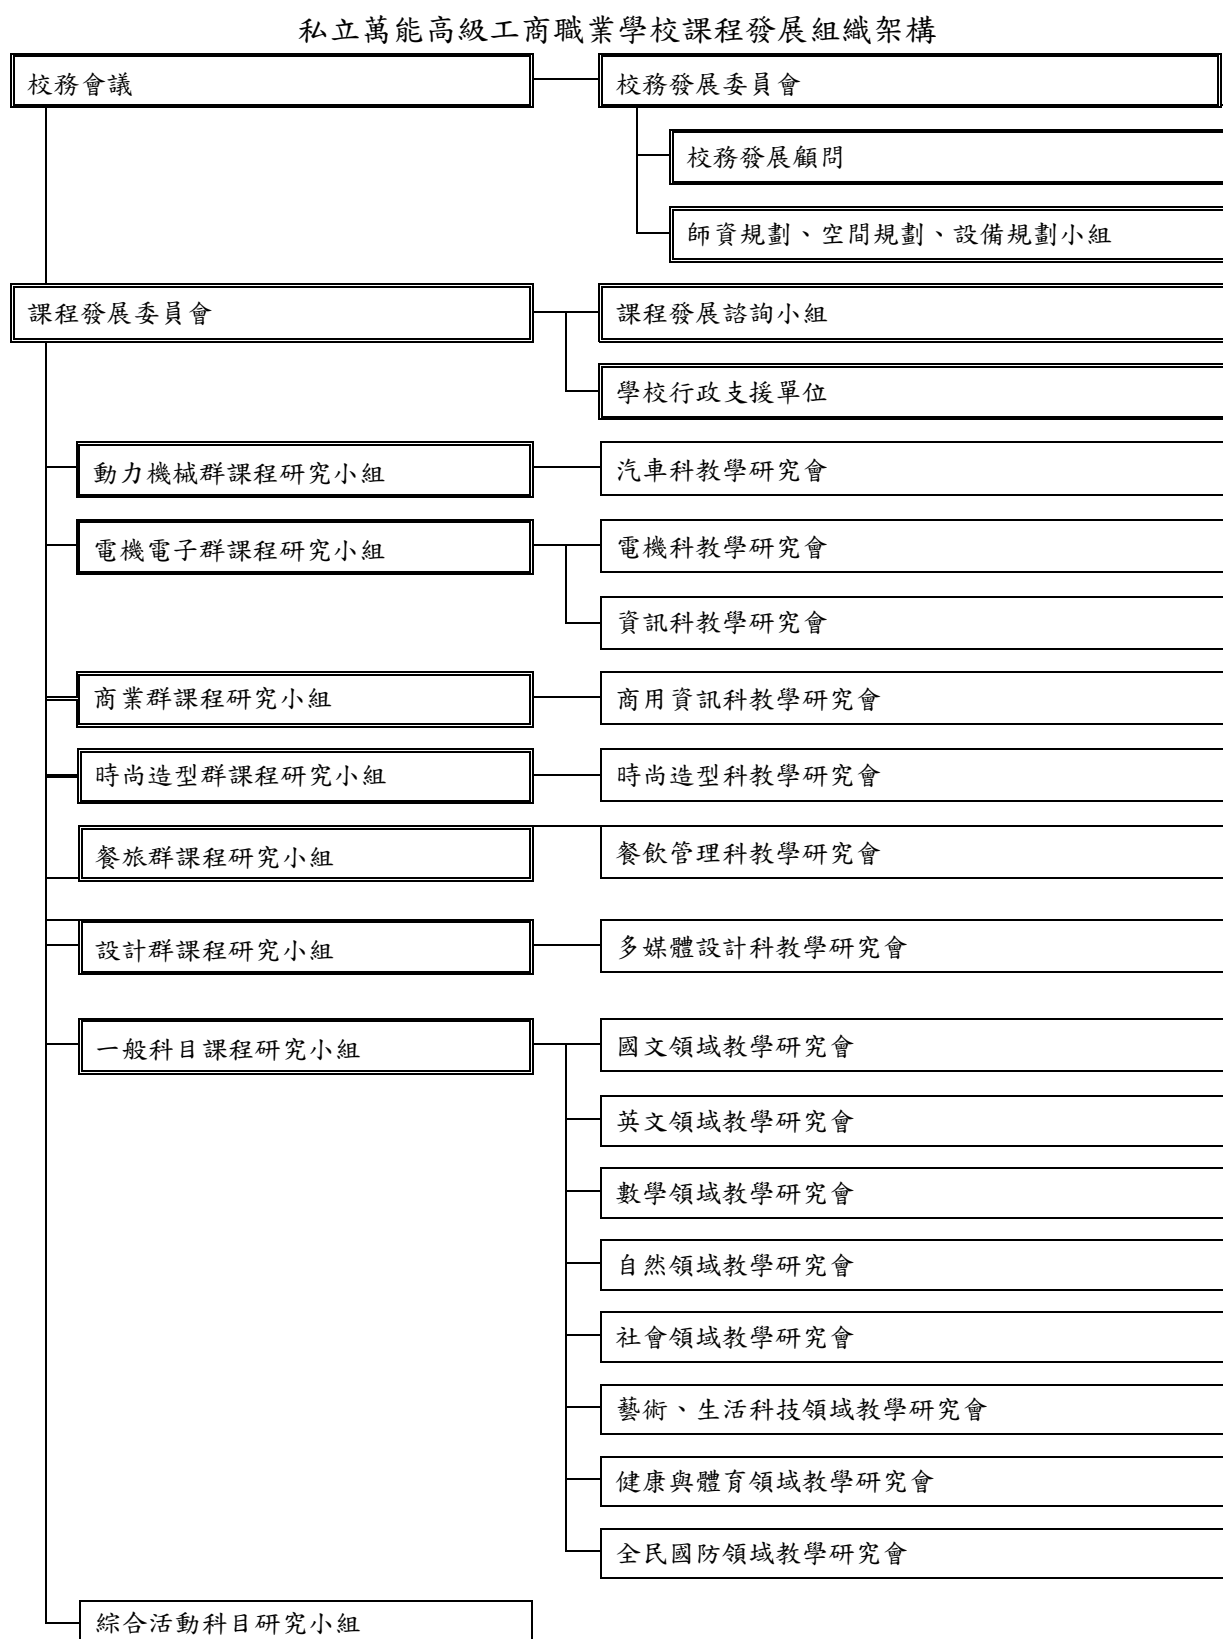 私立萬能高級工商職業學校課程發展組織架構
校務會議
校務發展委員會
校務發展顧問
師資規劃、空間規劃、設備規劃小組
課程發展委員會
課程發展諮詢小組
學校行政支援單位
動力機械群課程研究小組
汽車科教學研究會
電機電子群課程研究小組
電機科教學研究會
資訊科教學研究會
商業群課程研究小組
商用資訊科教學研究會
時尚造型群課程研究小組
時尚造型科教學研究會
餐旅群課程研究小組
餐飲管理科教學研究會
設計群課程研究小組
多媒體設計科教學研究會
一般科目課程研究小組
國文領域教學研究會
英文領域教學研究會
數學領域教學研究會
自然領域教學研究會
社會領域教學研究會
藝術、生活科技領域教學研究會
健康與體育領域教學研究會
全民國防領域教學研究會
綜合活動科目研究小組